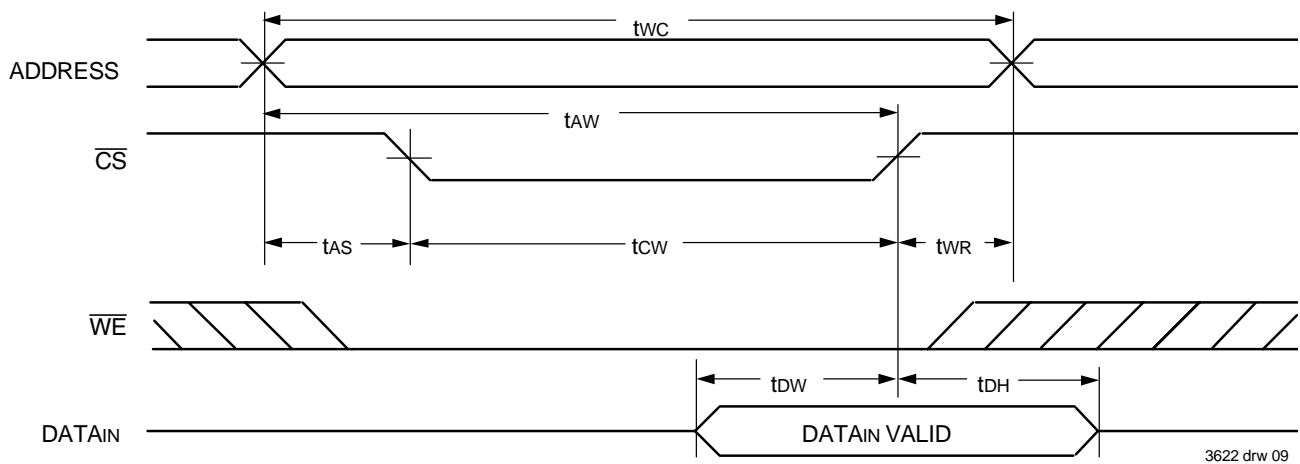 tWC
ADDRESS
tAW
CS
tAS tCW tWR
WE
tDW tDH
DATAIN DATAIN VALID
3622 drw 09